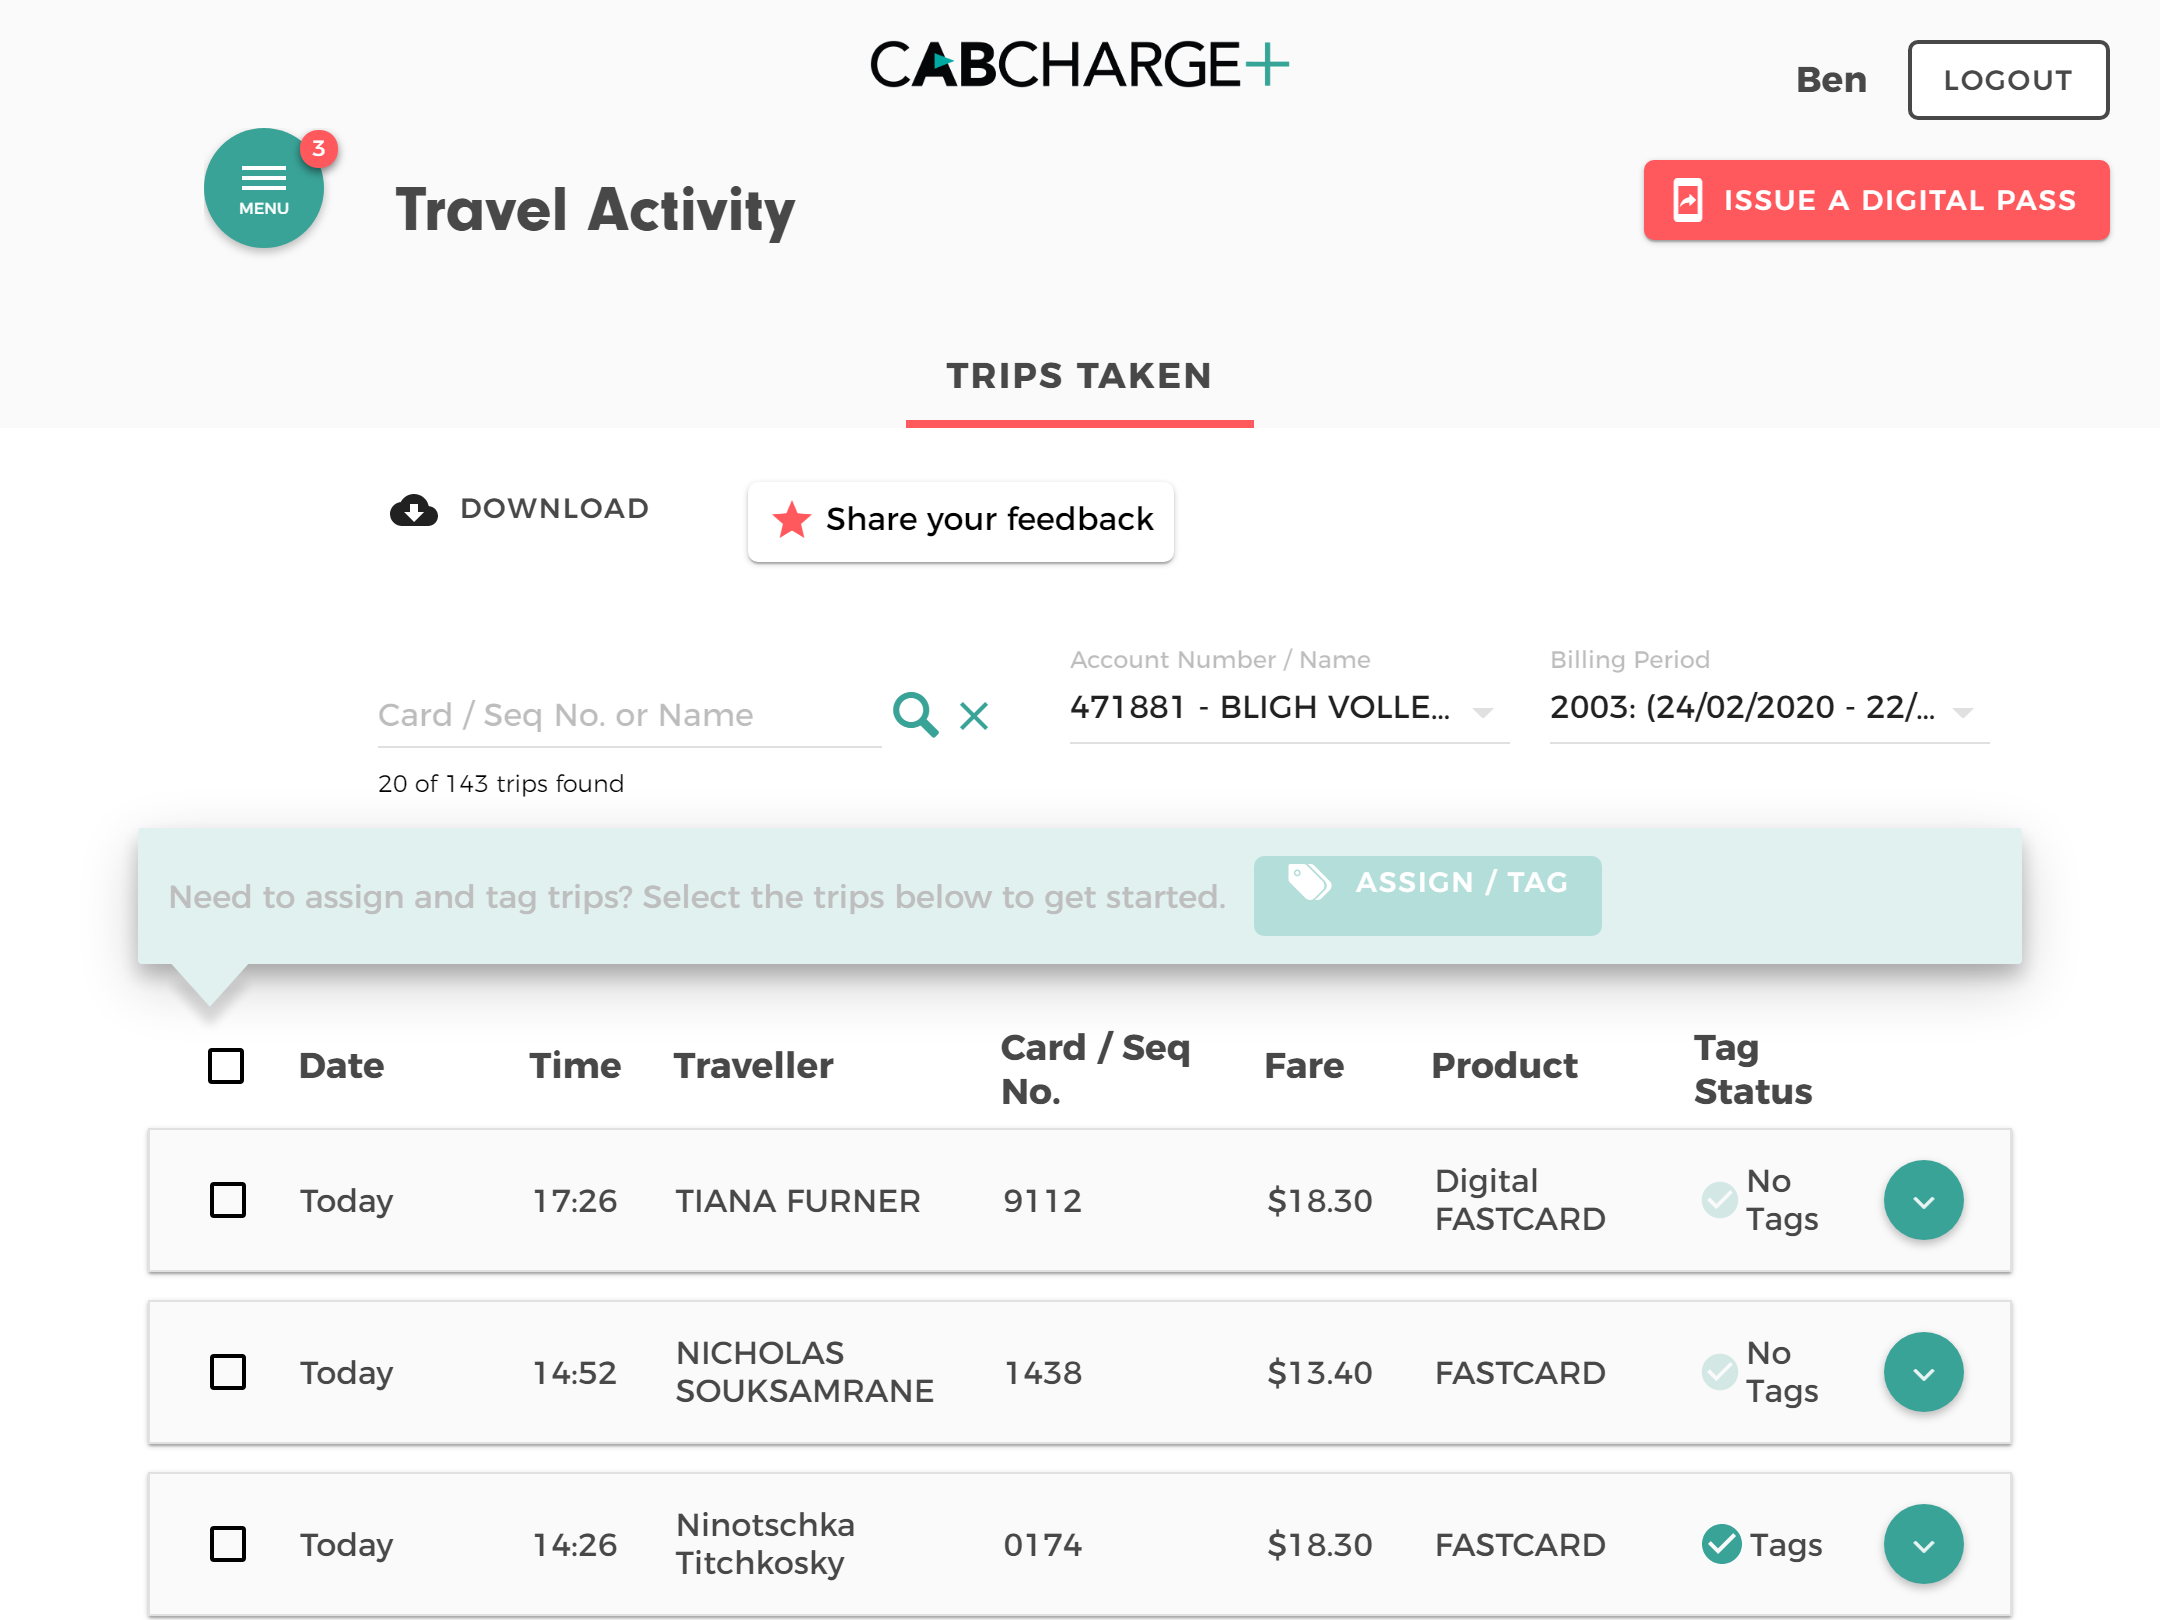 CABCHARGE+
Ben
LOGOUT
3
MENU
Travel Activity
ISSUE A DIGITAL PASS
TRIPS TAKEN
DOWNLOAD
Share your feedback
Account Number / Name
Billing Period
Card / Seq No. or Name
471881 - BLIGH VOLLE...
2003: (24/02/2020 - 22/...
20 of 143 trips found
Need to assign and tag trips? Select the trips below to get started.
ASSIGN / TAG
Date
Time
Traveller
Card / Seq
No.
Fare
Product
Tag
Status
Today
17:26
TIANA FURNER
9112
$18.30
Digital
FASTCARD
No
Tags
Today
14:52
NICHOLAS
SOUKSAMRANE
1438
$13.40
FASTCARD
No
Tags
Today
14:26
Ninotschka
Titchkosky
0174
$18.30
FASTCARD
Tags